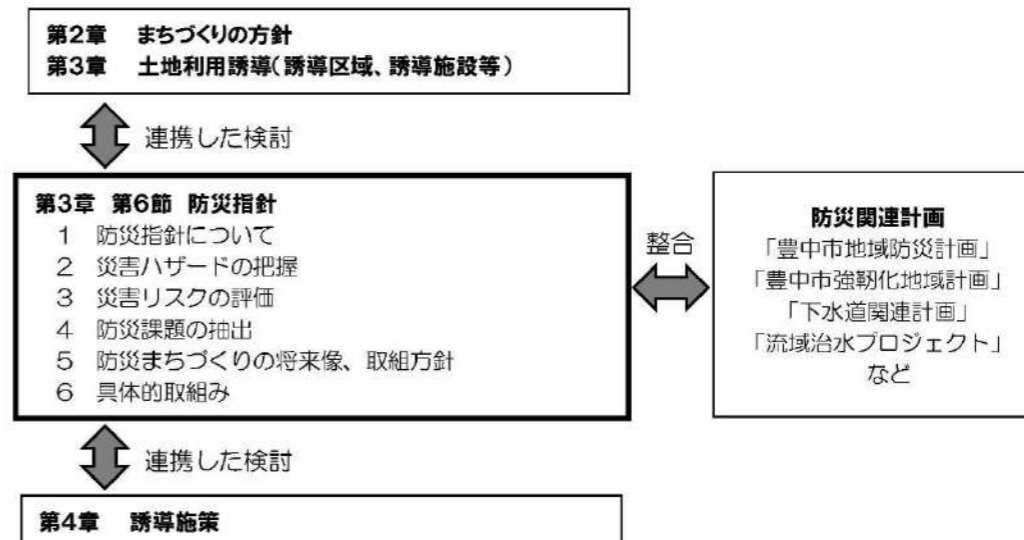 第2章 まちづくりの方針
第3章 土地利用誘導(誘導区域、誘導施設等)
連携した検討
第3章 第6節 防災指針
1 防災指針について
2 災害ハザードの把握
3 災害リスクの評価
4 防災課題の抽出
5 防災まちづくりの将来像、取組方針
6 具体的取組み
整合
防災関連計画
「豊中市地域防災計画」
「豊中市強靭化地域計画」
「下水道関連計画」
「流域治水プロジェクト」
など
連携した検討
第4章 誘導施策